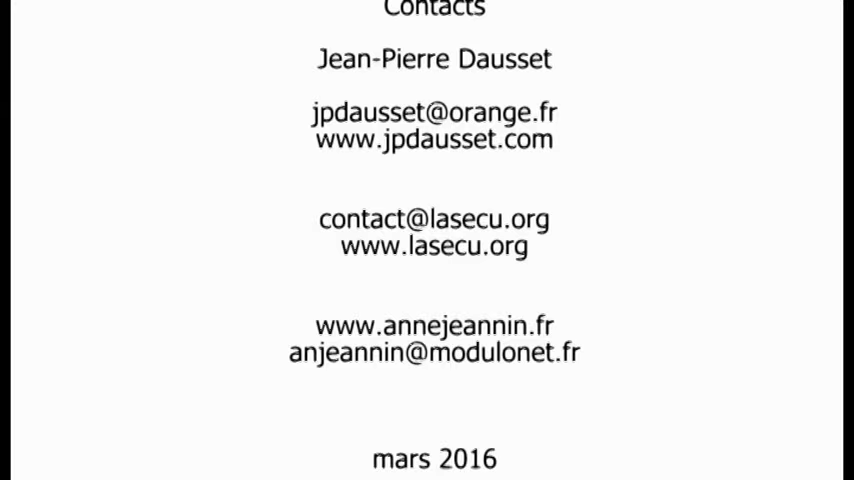 Contacts
Jean-Pierre Dausset
jpdausset@orange.fr
www.jpdausset.com
contact@lasecu.org
www.lasecu.org
www.annejeannin.fr
anjeannin@modulonet.fr
mars 2016